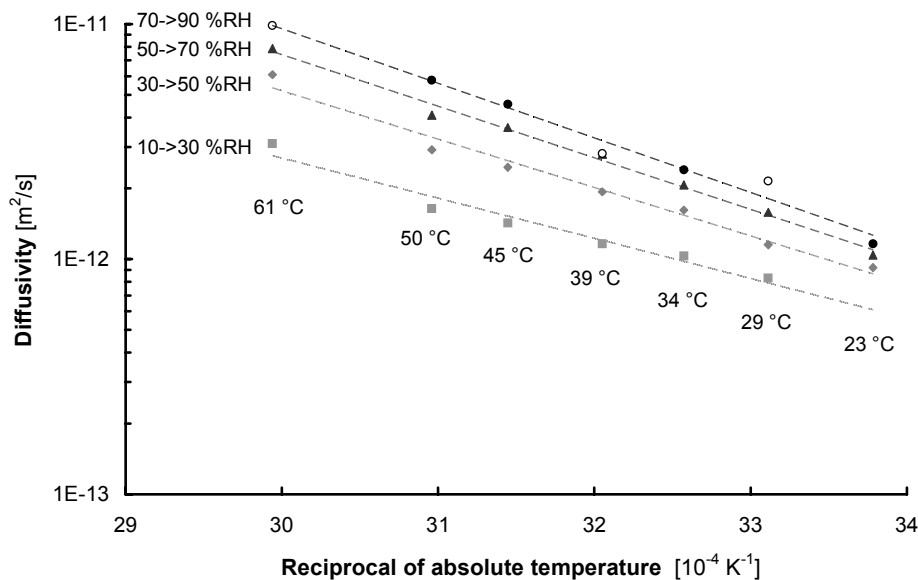 1E-11
70->90 %RH
50->70 %RH
30->50 %RH
10->30 %RH
61 °C
50 °C
45 °C
39 °C
34 °C
29 °C
23 °C
1E-12
1E-13
Diffusivity [m²/s]
29 30 31 32 33 34
Reciprocal of absolute temperature [10⁻⁴ K⁻¹]